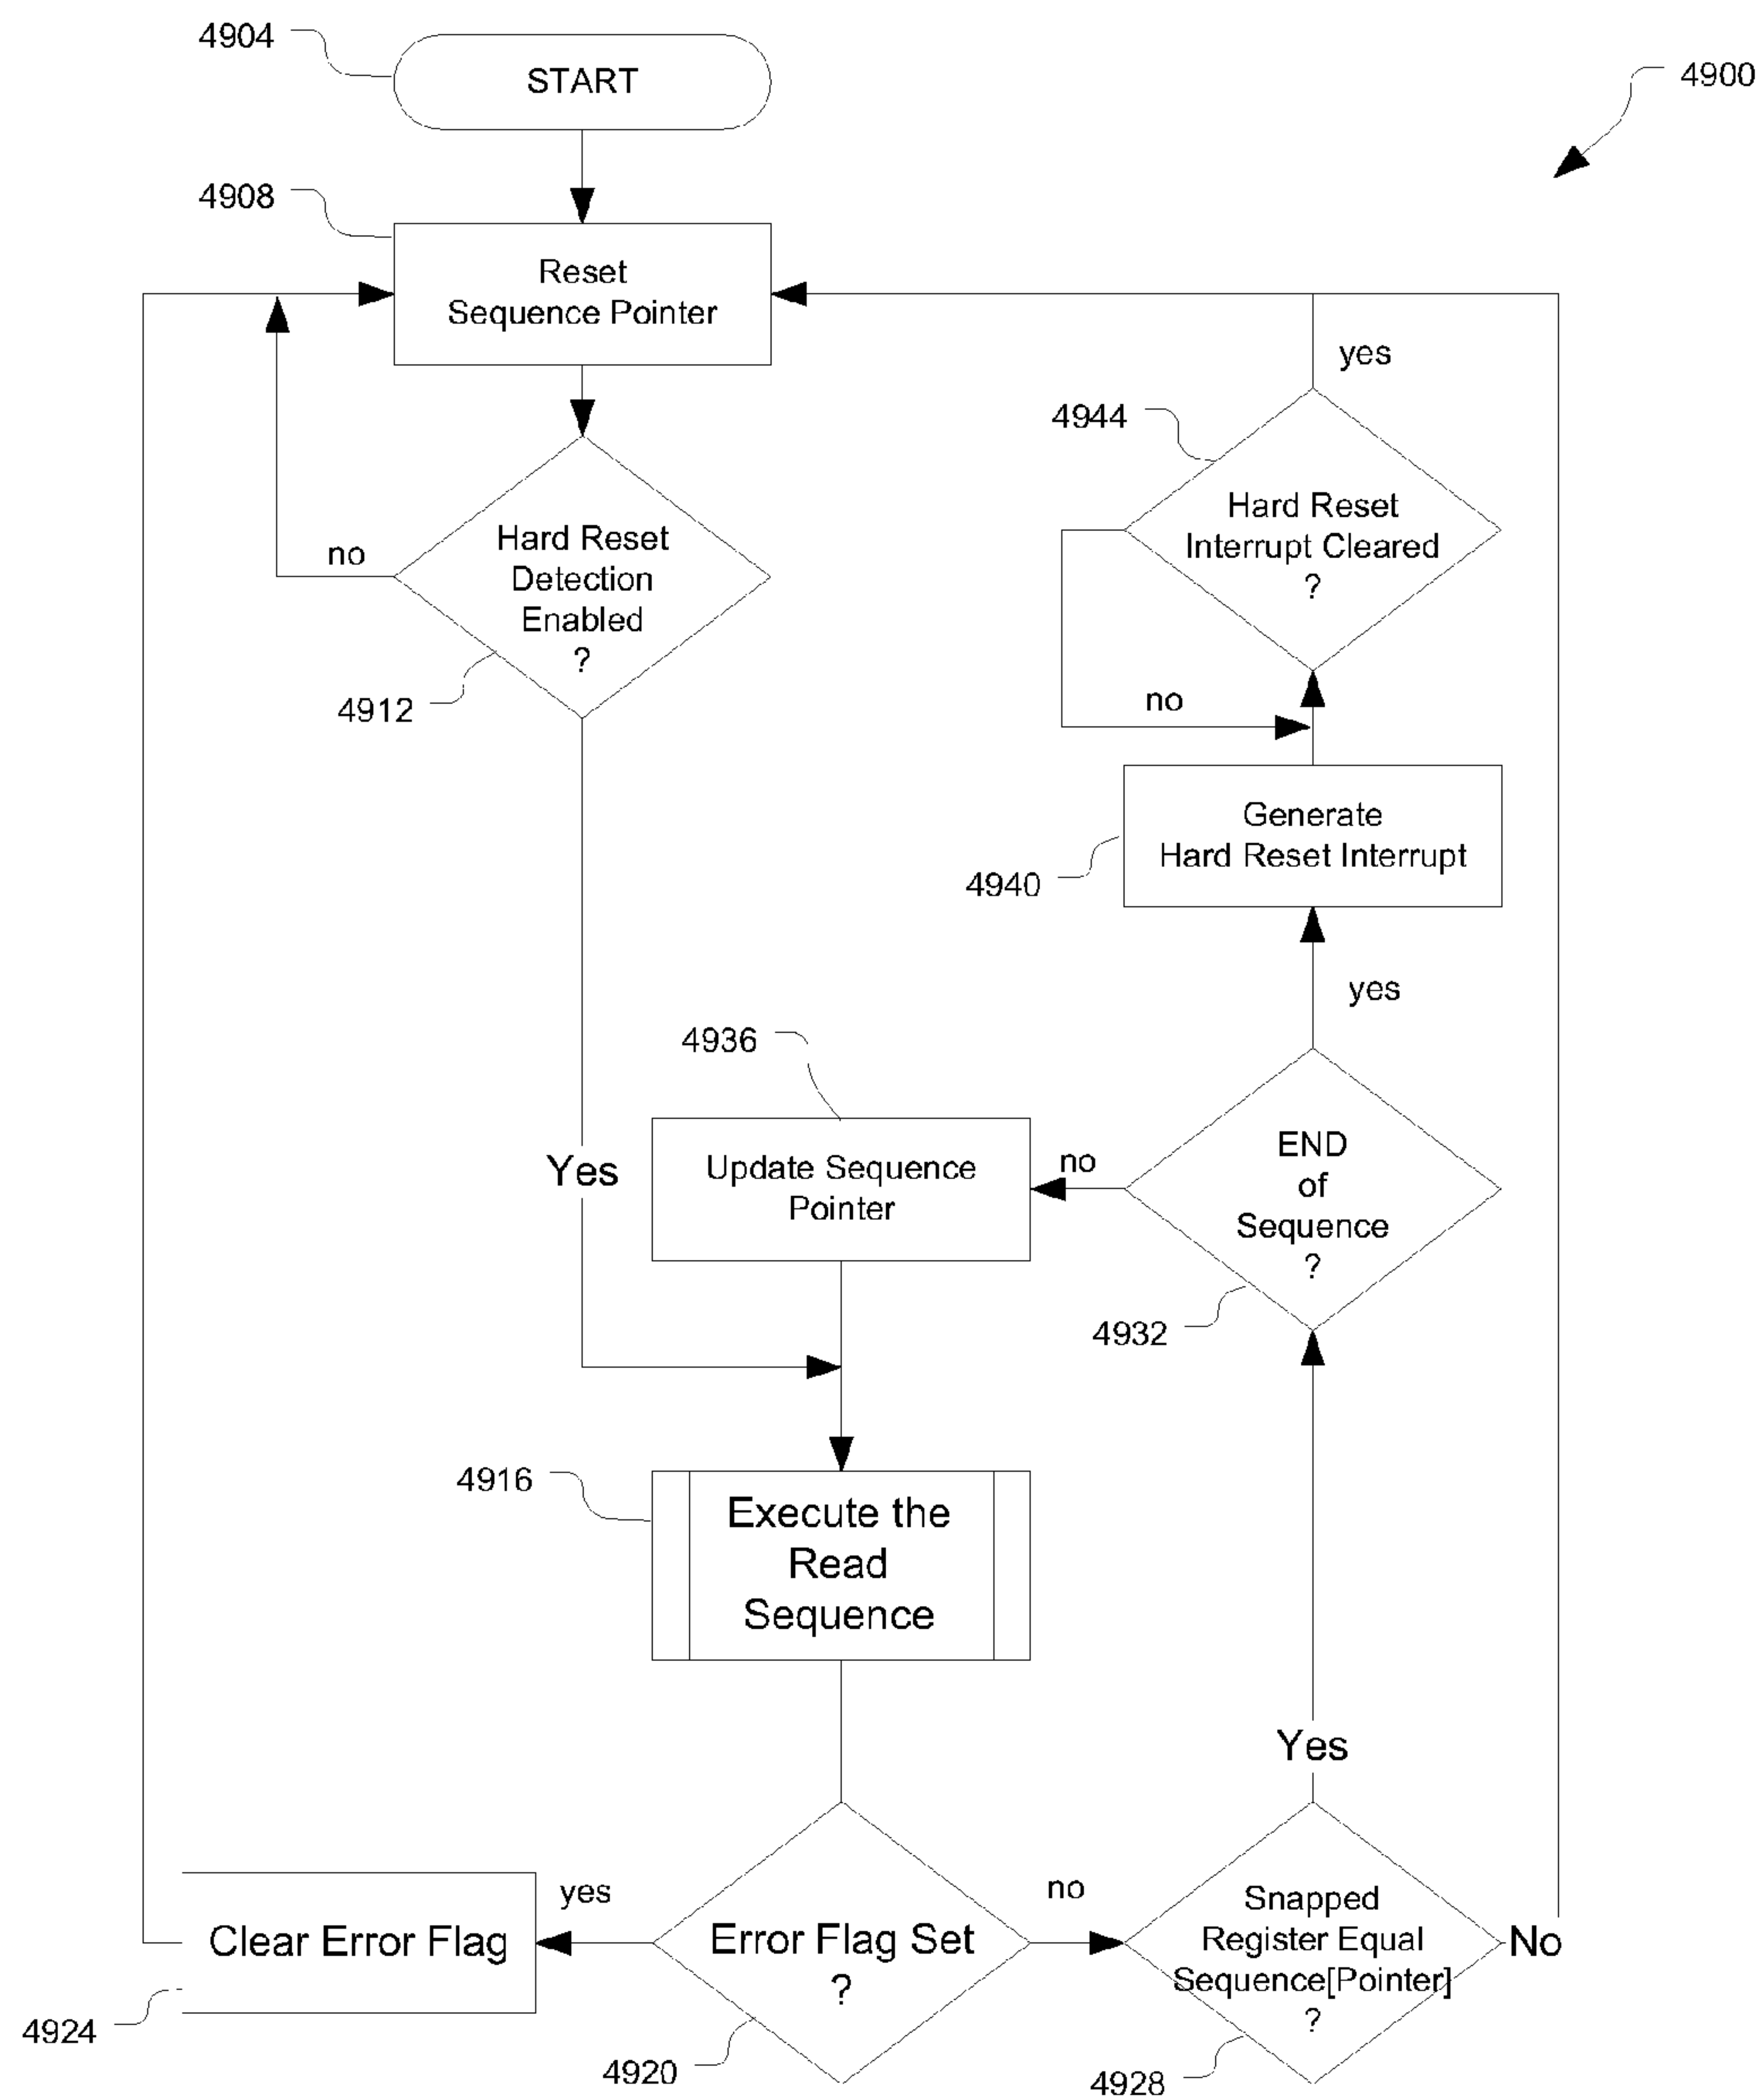 4904
START
4900
4908
Reset
Sequence Pointer
yes
4944
Hard Reset
Interrupt Cleared
?
no
Hard Reset
Detection
Enabled
?
no
4912
Generate
Hard Reset Interrupt
4940
yes
4936
END
of
Sequence
?
no
Update Sequence
Pointer
Yes
4932
4916
Execute the
Read
Sequence
Yes
yes
no
Snapped
Register Equal
Sequence[Pointer]
?
No
Error Flag Set
?
Clear Error Flag
4924
4920
4928